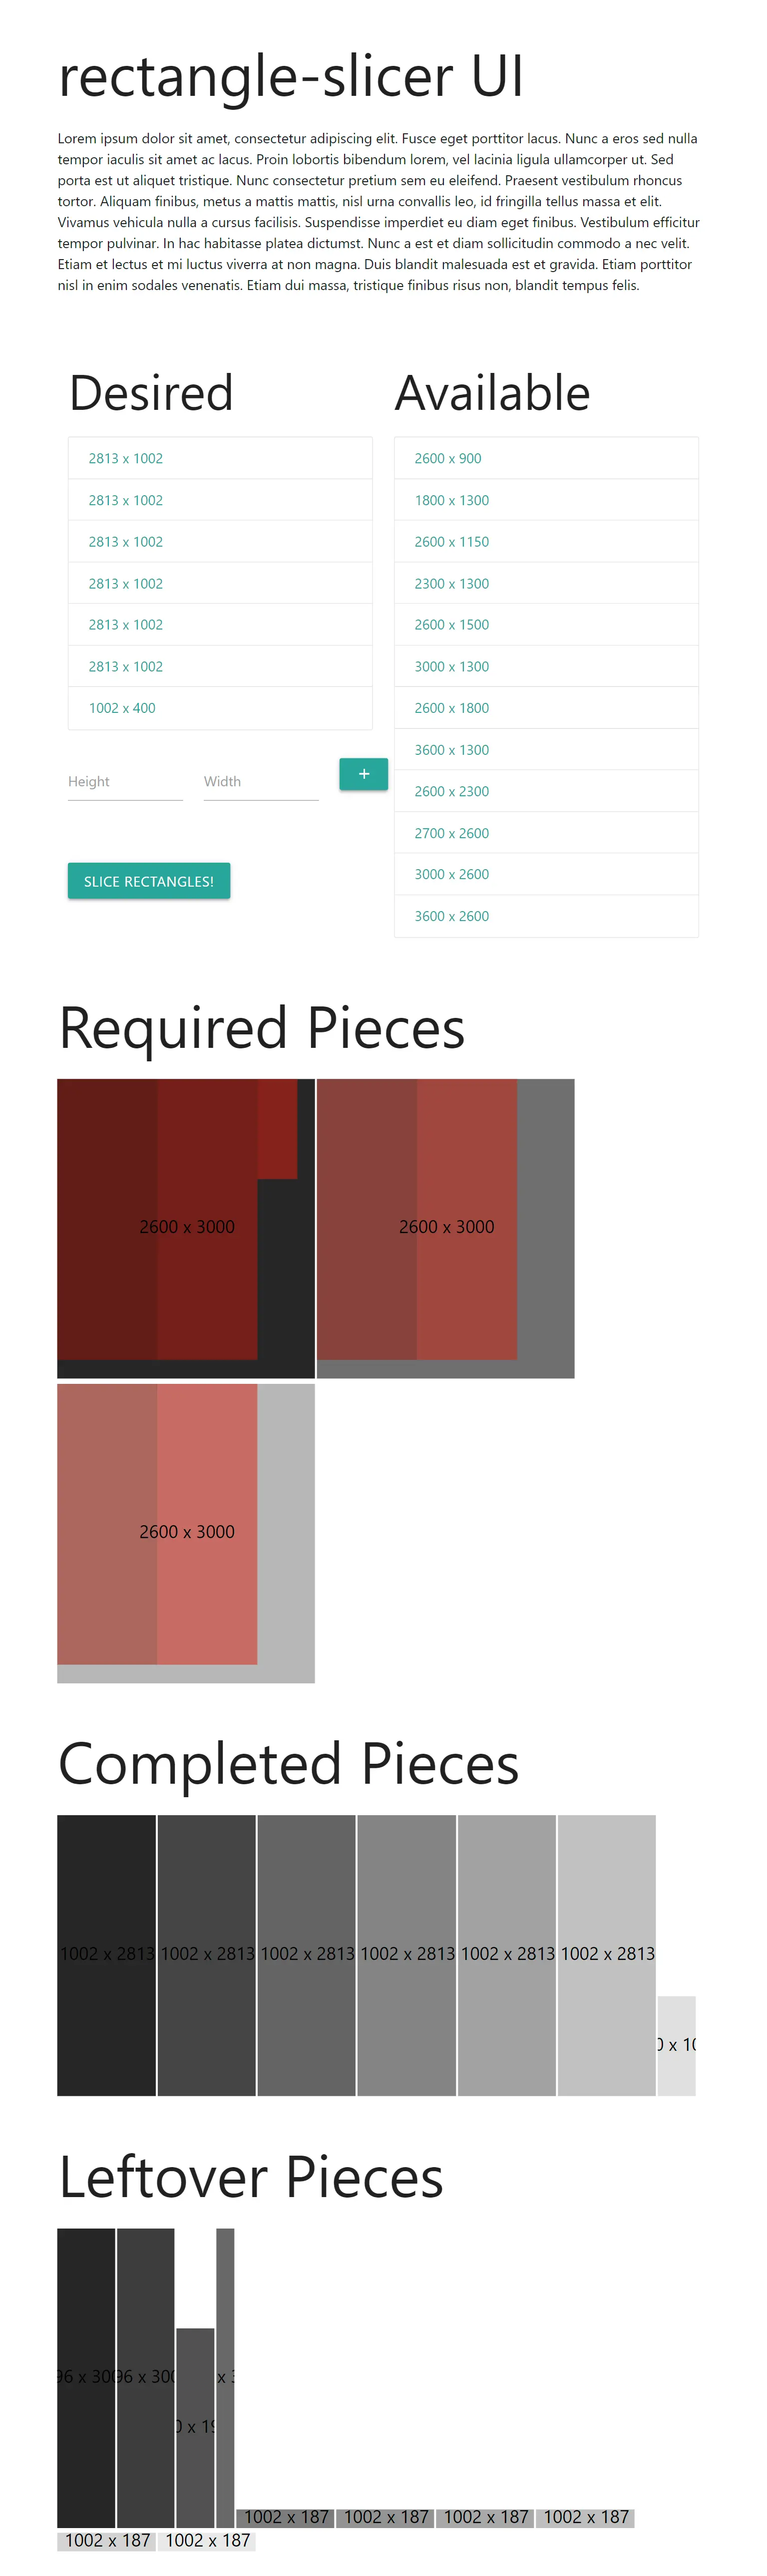 rectangle-slicer UI
Lorem ipsum dolor sit amet, consectetur adipiscing elit. Fusce eget porttitor lacus. Nunc a eros sed nulla
tempor iaculis sit amet ac lacus. Proin lobortis bibendum lorem, vel lacinia ligula ullamcorper ut. Sed
porta est ut aliquet tristique. Nunc consectetur pretium sem eu eleifend. Praesent vestibulum rhoncus
tortor. Aliquam finibus, metus a mattis mattis, nisl urna convallis leo, id fringilla tellus massa et elit.
Vivamus vehicula nulla a cursus facilisis. Suspendisse imperdiet eu diam eget finibus. Vestibulum efficitur
tempor pulvinar. In hac habitasse platea dictumst. Nunc a est et diam sollicitudin commodo a nec velit.
Etiam et lectus et mi luctus viverra at non magna. Duis blandit malesuada est et gravida. Etiam porttitor
nisl in enim sodales venenatis. Etiam dui massa, tristique finibus risus non, blandit tempus felis.
Desired
2813 x 1002
2813 x 1002
2813 x 1002
2813 x 1002
2813 x 1002
2813 x 1002
1002 x 400
Height
Width
+
SLICE RECTANGLES!
Available
2600 x 900
1800 x 1300
2600 x 1150
2300 x 1300
2600 x 1500
3000 x 1300
2600 x 1800
3600 x 1300
2600 x 2300
2700 x 2600
3000 x 2600
3600 x 2600
Required Pieces
2600 x 3000
2600 x 3000
2600 x 3000
Completed Pieces
1002 x 2813
1002 x 2813
1002 x 2813
1002 x 2813
1002 x 2813
1002 x 2813
Leftover Pieces
1002 x 187
1002 x 187
1002 x 187
1002 x 187
1002 x 187
1002 x 187